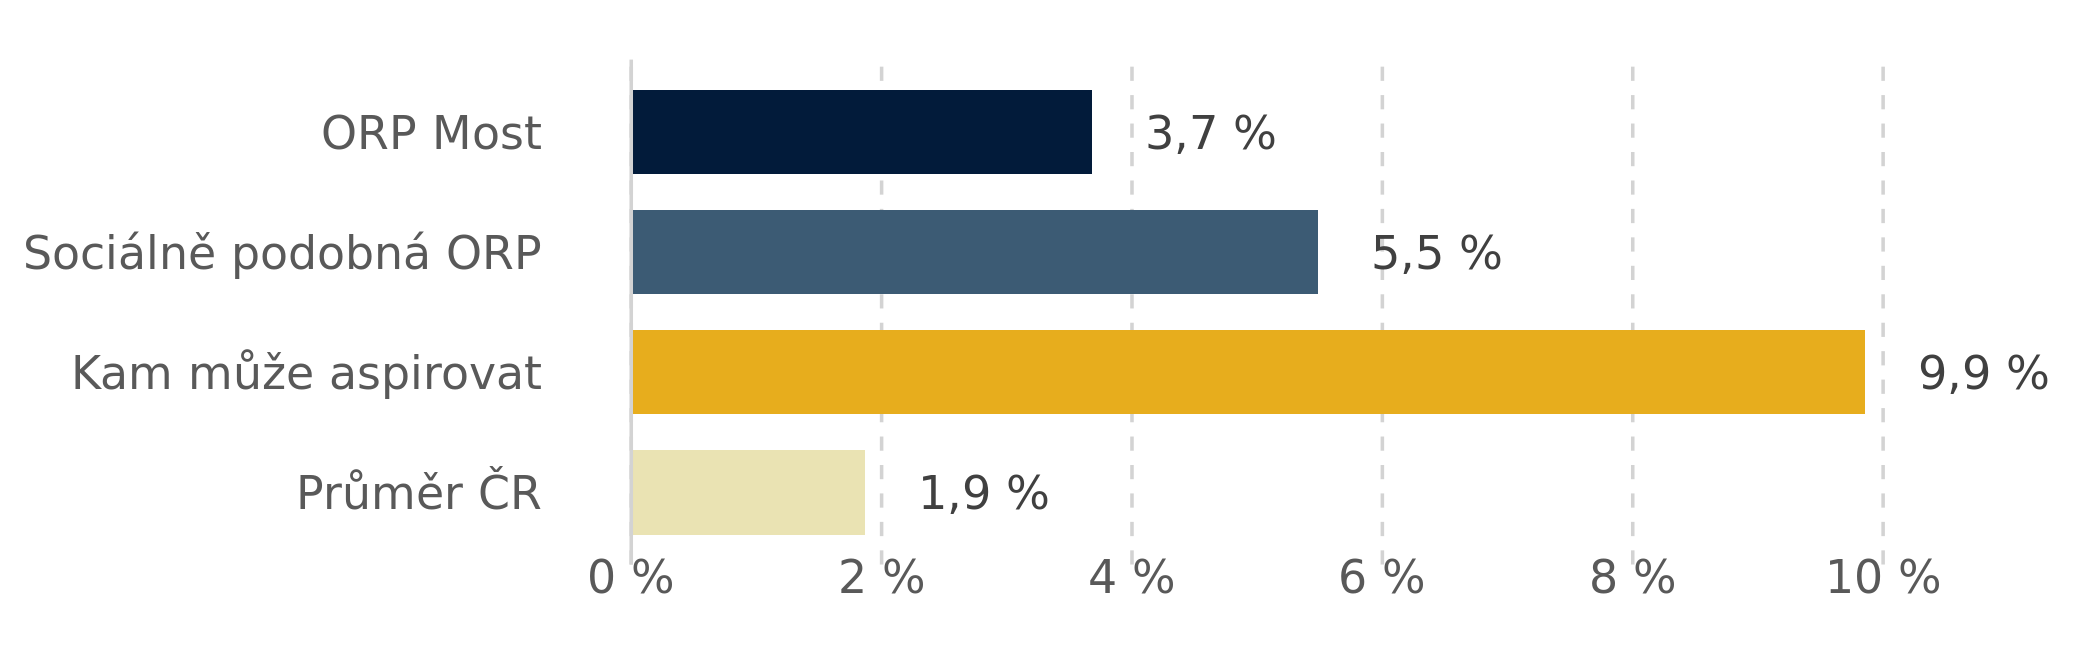 ORP Most
3,7 %
Sociálně podobná ORP
5,5 %
Kam může aspirovat
9,9 %
Průměr ČR
1,9 %
0 % 2 % 4 % 6 % 8 % 10 %